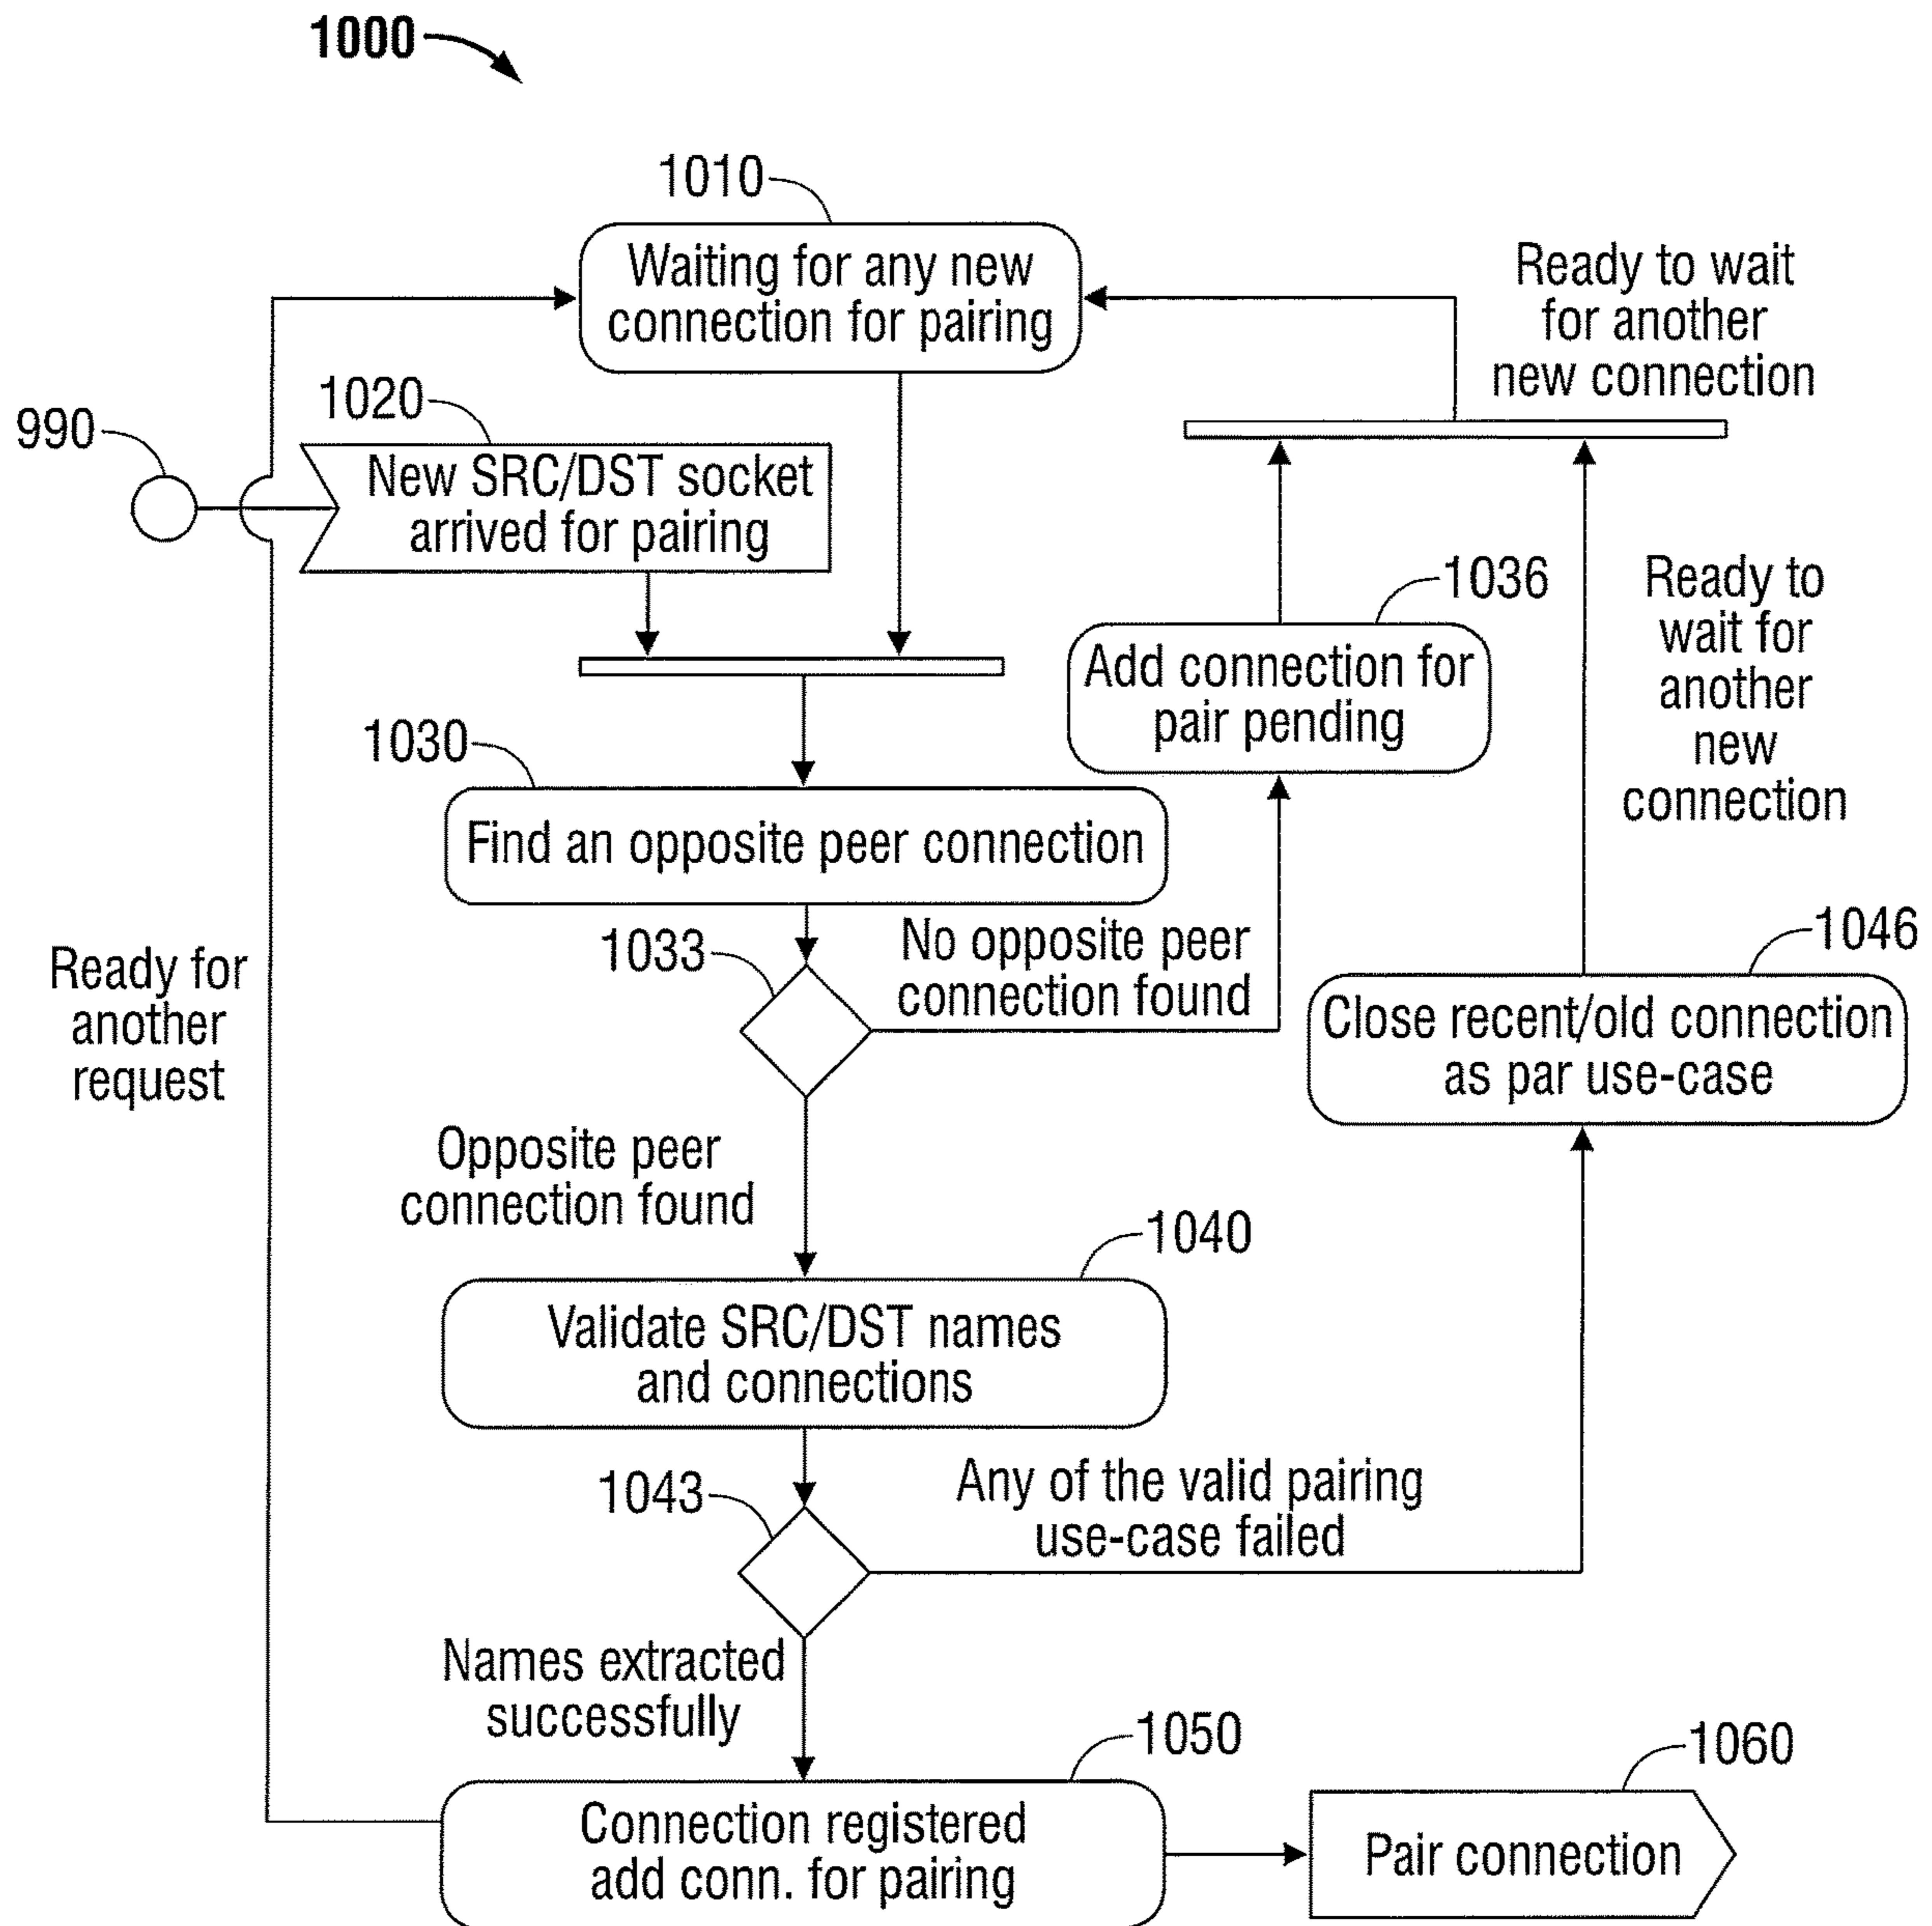 1000
1010
Waiting for any new
connection for pairing
Ready to wait
for another
new connection
1020
990
New SRC/DST socket
arrived for pairing
1036
Add connection for
pair pending
Ready to
wait for
another
new
connection
1030
Find an opposite peer connection
1033
No opposite peer
connection found
1046
Close recent/old connection
as par use-case
Ready for
another
request
Opposite peer
connection found
1040
Validate SRC/DST names
and connections
1043
Any of the valid pairing
use-case failed
Names extracted
successfully
1050
Connection registered
add conn. for pairing
1060
Pair connection